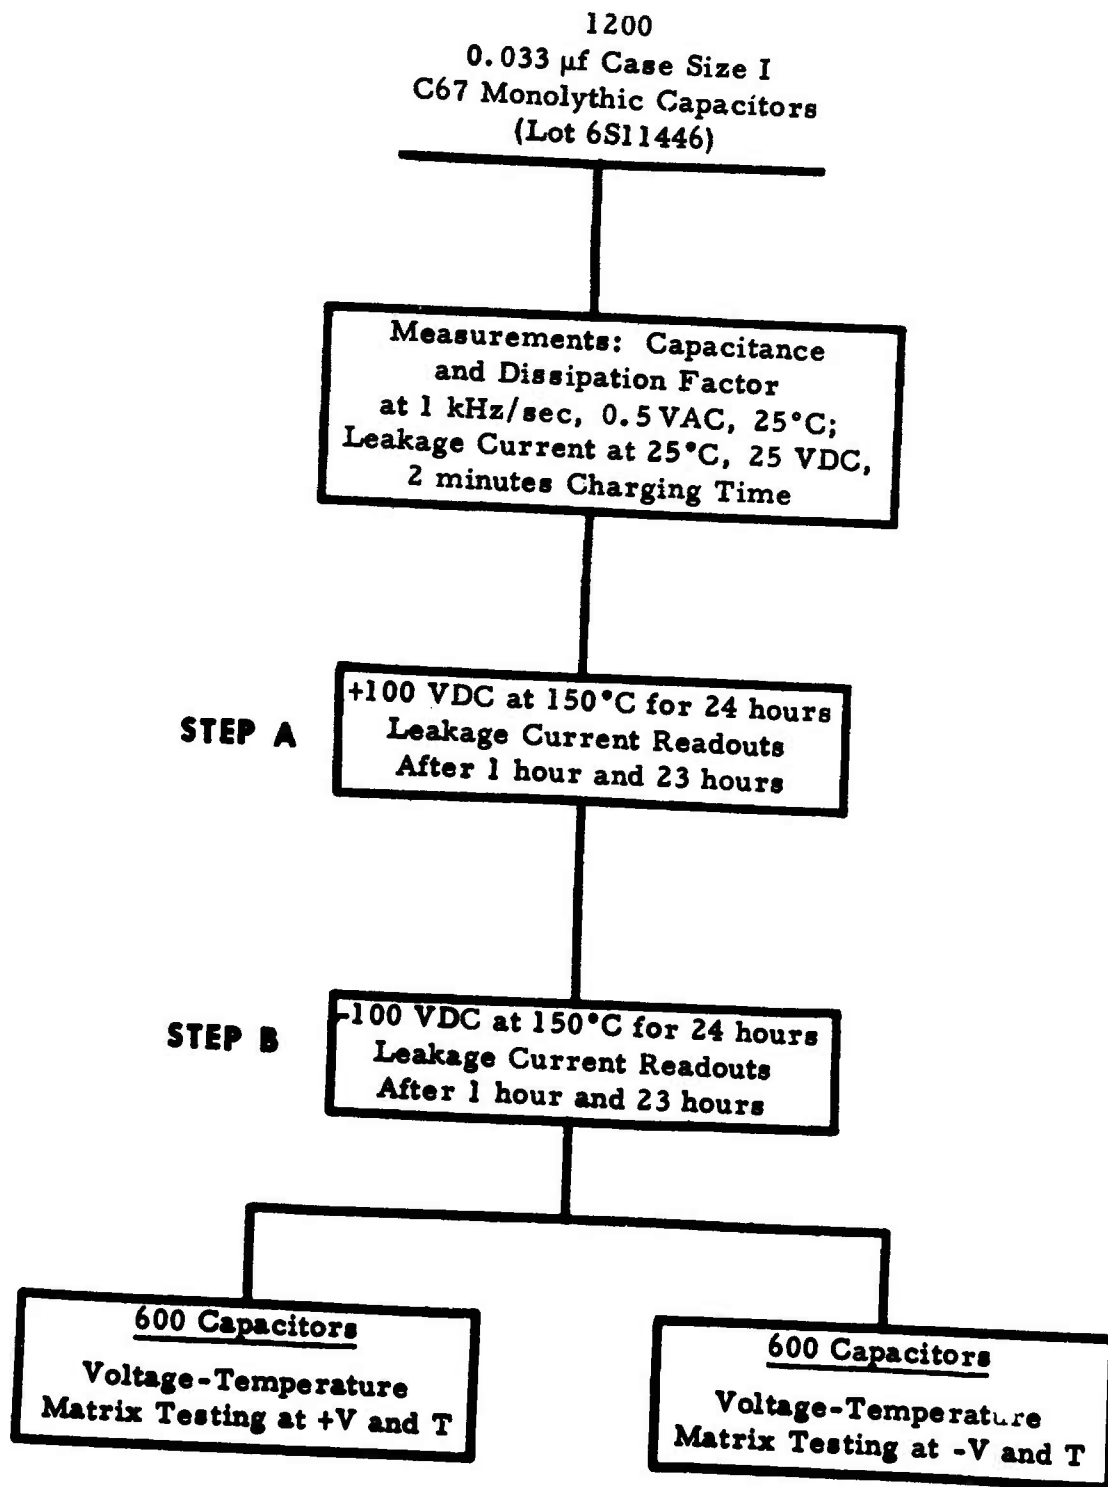 1200
0.033 µf Case Size I
C67 Monolythic Capacitors
(Lot 6S11446)
Measurements: Capacitance
and Dissipation Factor
at 1 kHz/sec, 0.5 VAC, 25°C;
Leakage Current at 25°C, 25 VDC,
2 minutes Charging Time
STEP A
+100 VDC at 150°C for 24 hours
Leakage Current Readouts
After 1 hour and 23 hours
STEP B
-100 VDC at 150°C for 24 hours
Leakage Current Readouts
After 1 hour and 23 hours
600 Capacitors
Voltage-Temperature
Matrix Testing at +V and T
600 Capacitors
Voltage-Temperature
Matrix Testing at -V and T